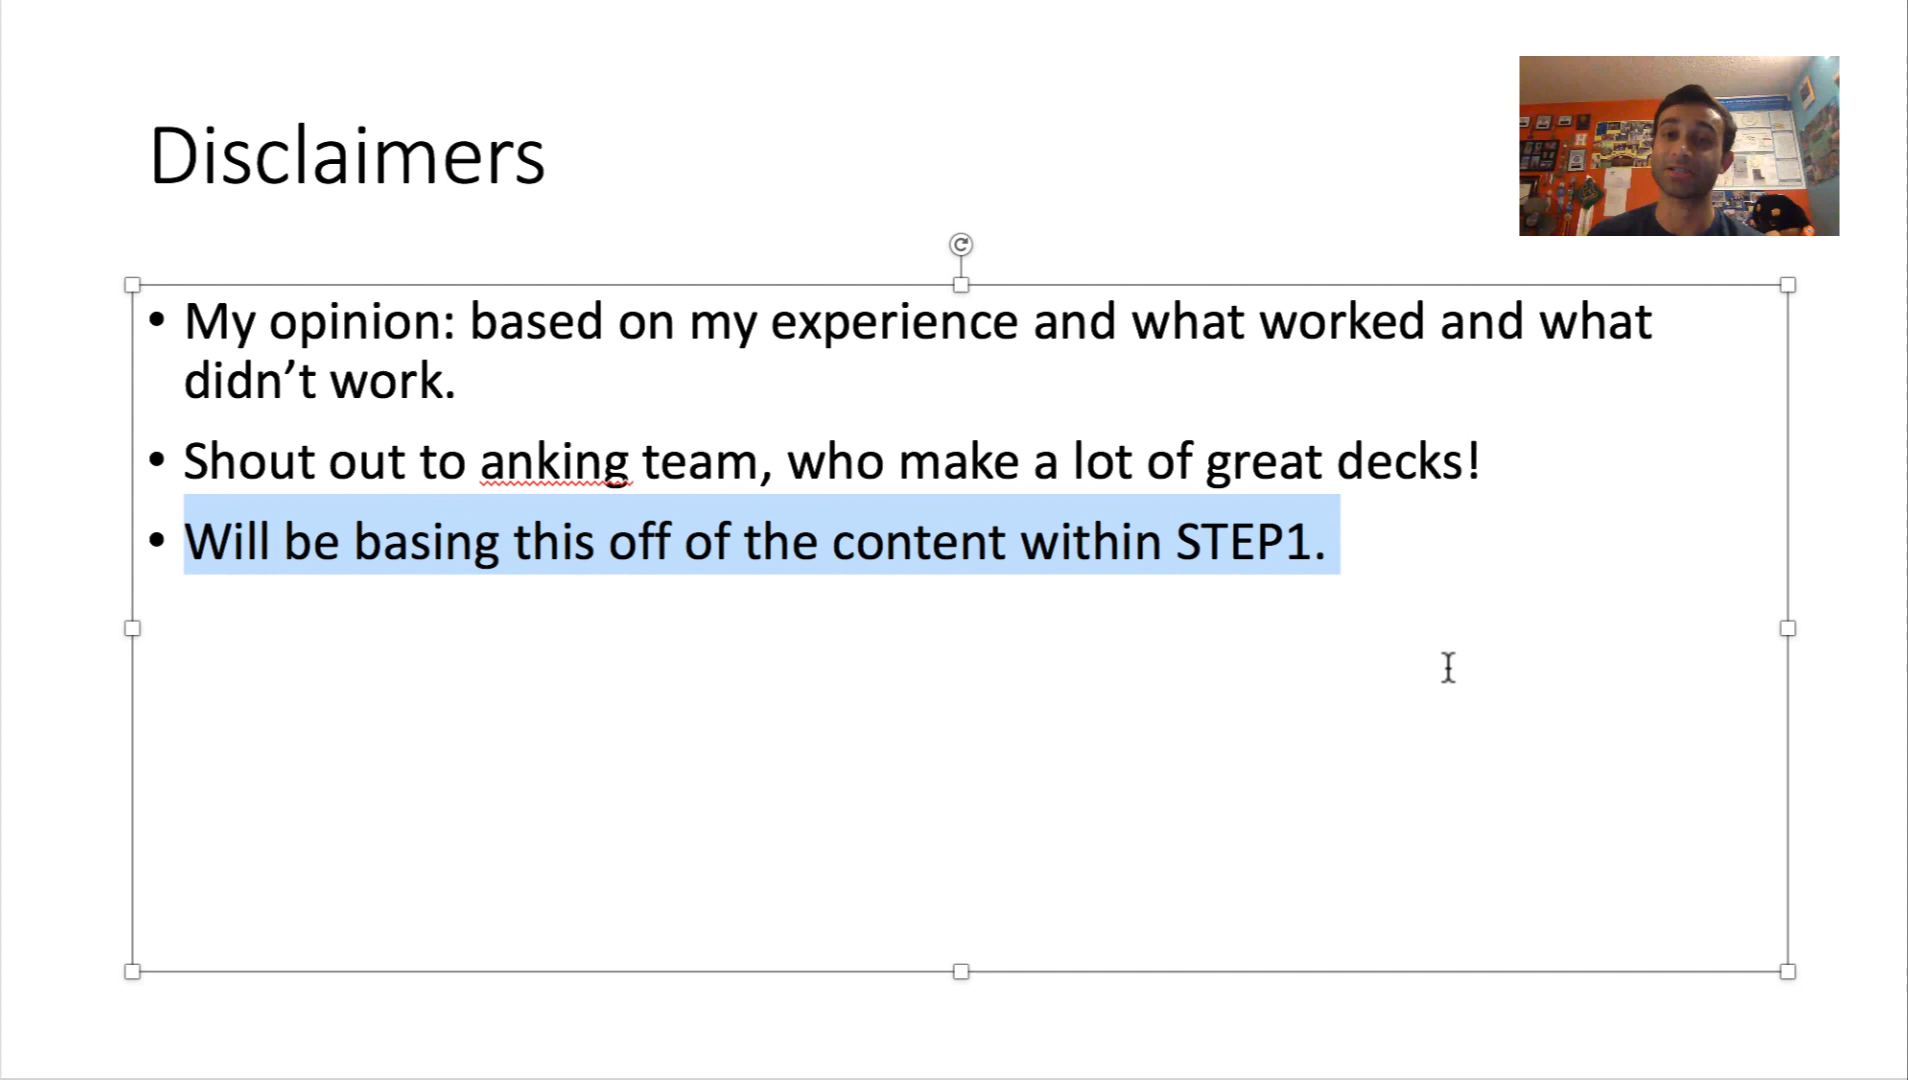 Disclaimers
• My opinion: based on my experience and what worked and what
didn’t work.
• Shout out to anking team, who make a lot of great decks!
• Will be basing this off of the content within STEP1.